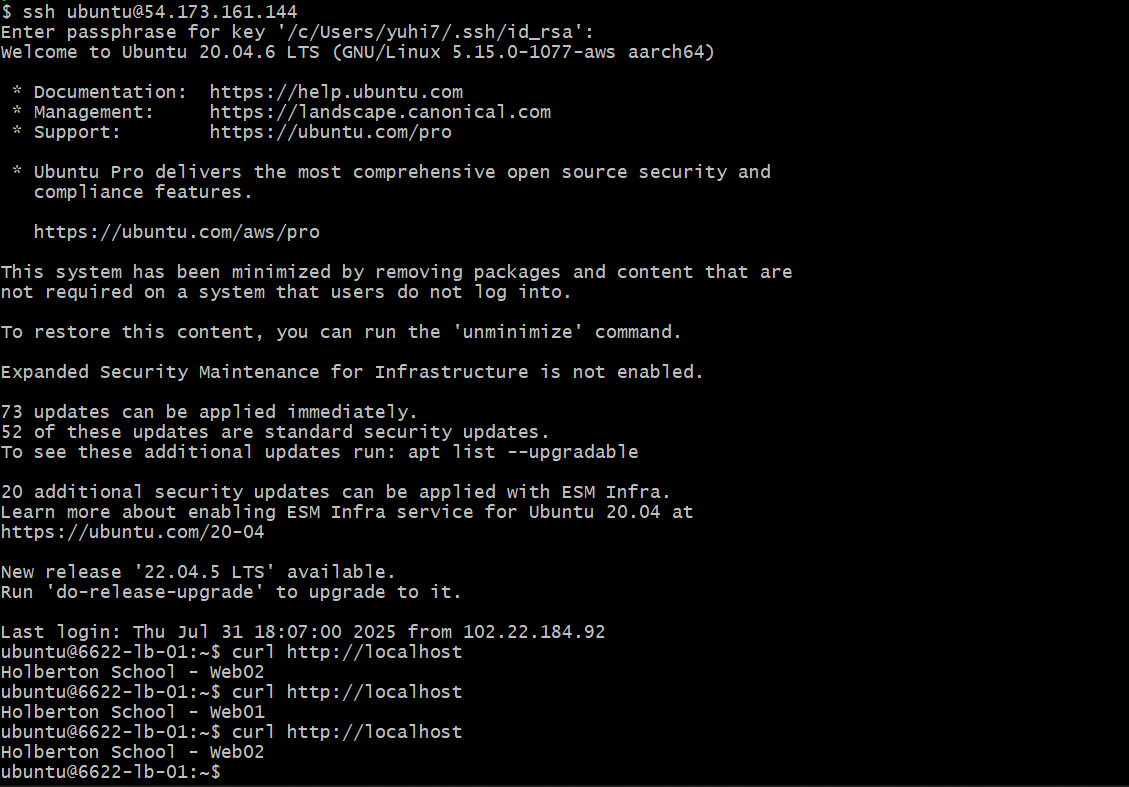 $ ssh ubuntu@54.173.161.144
Enter passphrase for key '/c/Users/yuhi7/.ssh/id_rsa':
Welcome to Ubuntu 20.04.6 LTS (GNU/Linux 5.15.0-1077-aws aarch64)
* Documentation:  https://help.ubuntu.com
* Management:     https://landscape.canonical.com
* Support:        https://ubuntu.com/pro
* Ubuntu Pro delivers the most comprehensive open source security and
compliance features.
https://ubuntu.com/aws/pro
This system has been minimized by removing packages and content that are
not required on a system that users do not log into.
To restore this content, you can run the 'unminimize' command.
Expanded Security Maintenance for Infrastructure is not enabled.
73 updates can be applied immediately.
52 of these updates are standard security updates.
To see these additional updates run: apt list --upgradable
20 additional security updates can be applied with ESM Infra.
Learn more about enabling ESM Infra service for Ubuntu 20.04 at
https://ubuntu.com/20-04
New release '22.04.5 LTS' available.
Run 'do-release-upgrade' to upgrade to it.
Last login: Thu Jul 31 18:07:00 2025 from 102.22.184.92
ubuntu@6622-lb-01:~$ curl http://localhost
Holberton School - Web02
ubuntu@6622-lb-01:~$ curl http://localhost
Holberton School - Web01
ubuntu@6622-lb-01:~$ curl http://localhost
Holberton School - Web02
ubuntu@6622-lb-01:~$